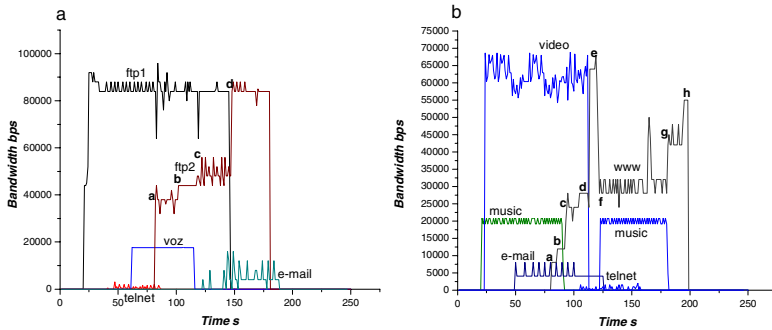 a
100000
80000
60000
40000
20000
0
0
50
100
150
200
250
Bandwidth bps
Time s
ftp1
d
ftp2
c
a
b
voz
telnet
e-mail
b
75000
70000
65000
60000
55000
50000
45000
40000
35000
30000
25000
20000
15000
10000
5000
0
0
50
100
150
200
250
Bandwidth bps
Time s
video
e
h
g
www
c
d
f
music
music
b
e-mail
a
telnet